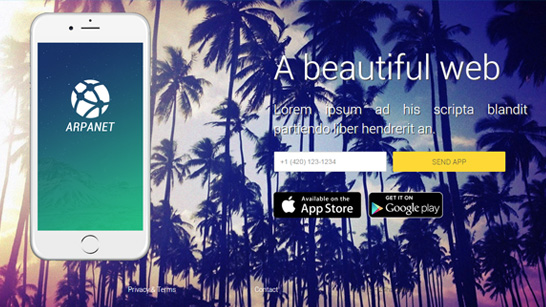 ARPANET
A beautiful web
Lorem ipsum ad his scripta blandit
partiendo liber hendrerit an.
+1 (420) 123-1234
SEND APP
Available on the
App Store
GET IT ON
Google play
Privacy & Terms
Contact